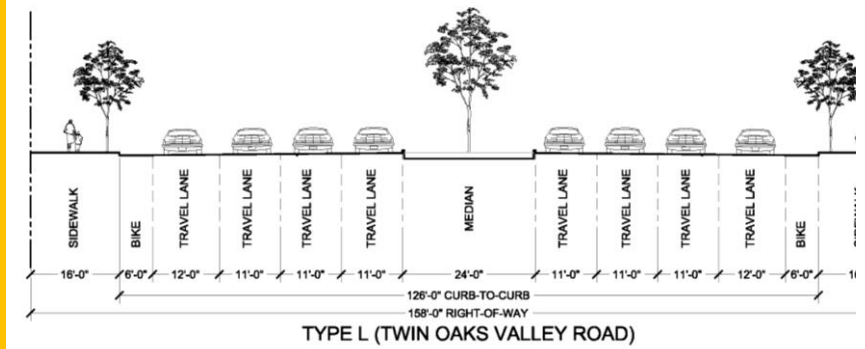 SIDEWALK
BIKE
TRAVEL LANE
TRAVEL LANE
TRAVEL LANE
TRAVEL LANE
MEDIAN
TRAVEL LANE
TRAVEL LANE
TRAVEL LANE
TRAVEL LANE
BIKE
16'-0" 6'-0" 12'-0" 11'-0" 11'-0" 11'-0" 24'-0" 11'-0" 11'-0" 11'-0" 12'-0" 6'-0"
126'-0" CURB-TO-CURB
158'-0" RIGHT-OF-WAY
TYPE L (TWIN OAKS VALLEY ROAD)